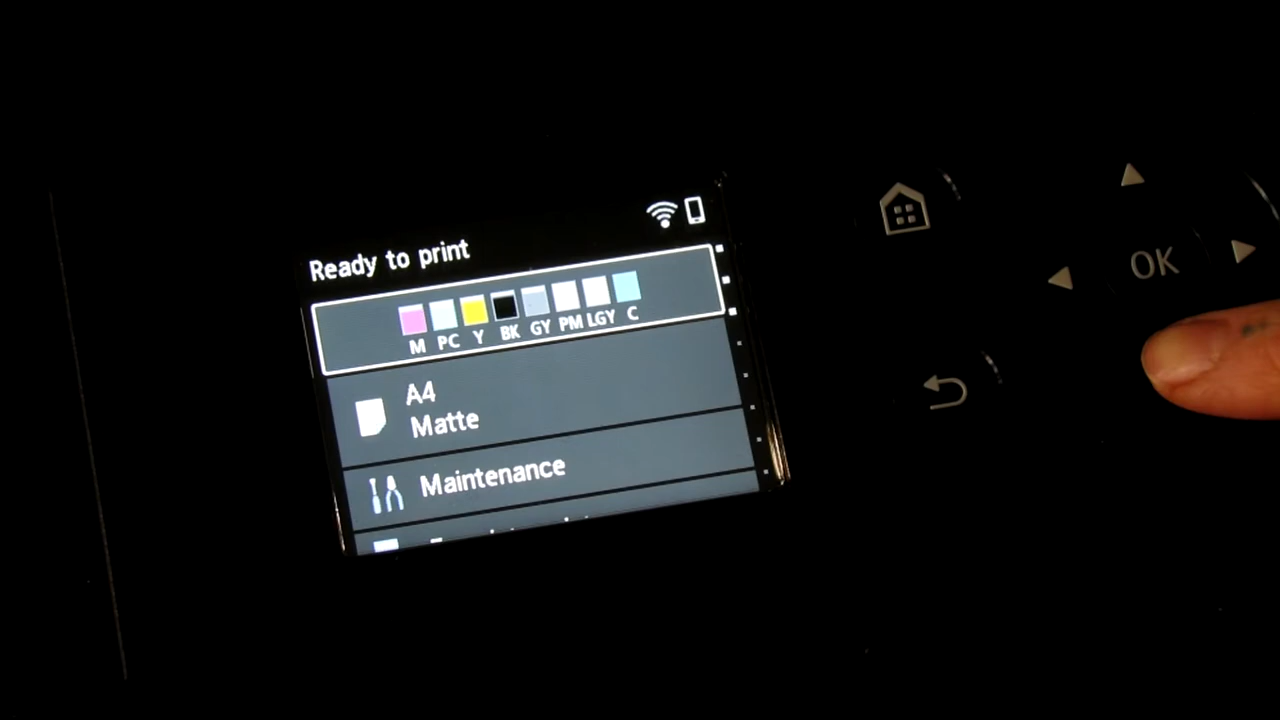 Ready to print
M PC Y BK GY PM LGY C
A4
Matte
Maintenance
OK